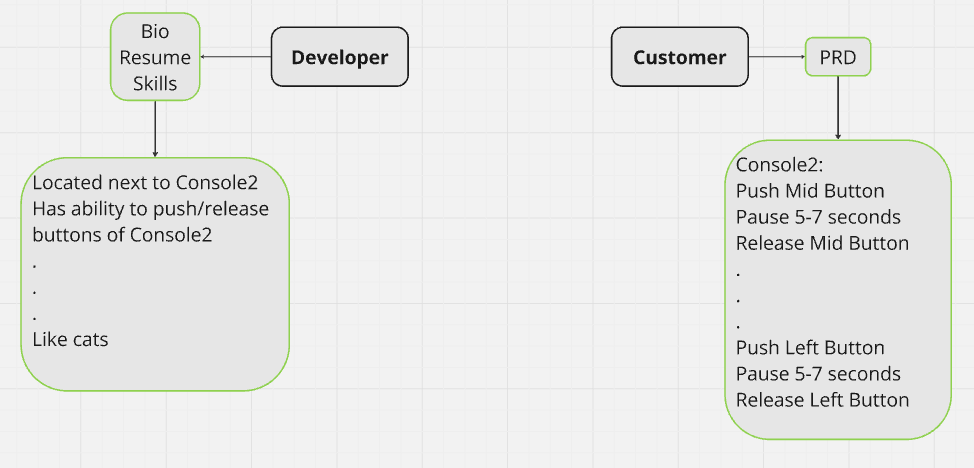 Bio
Resume
Skills
Developer
Located next to Console2
Has ability to push/release
buttons of Console2
.
.
.
Like cats
Customer
PRD
Console2:
Push Mid Button
Pause 5-7 seconds
Release Mid Button
.
.
.
Push Left Button
Pause 5-7 seconds
Release Left Button